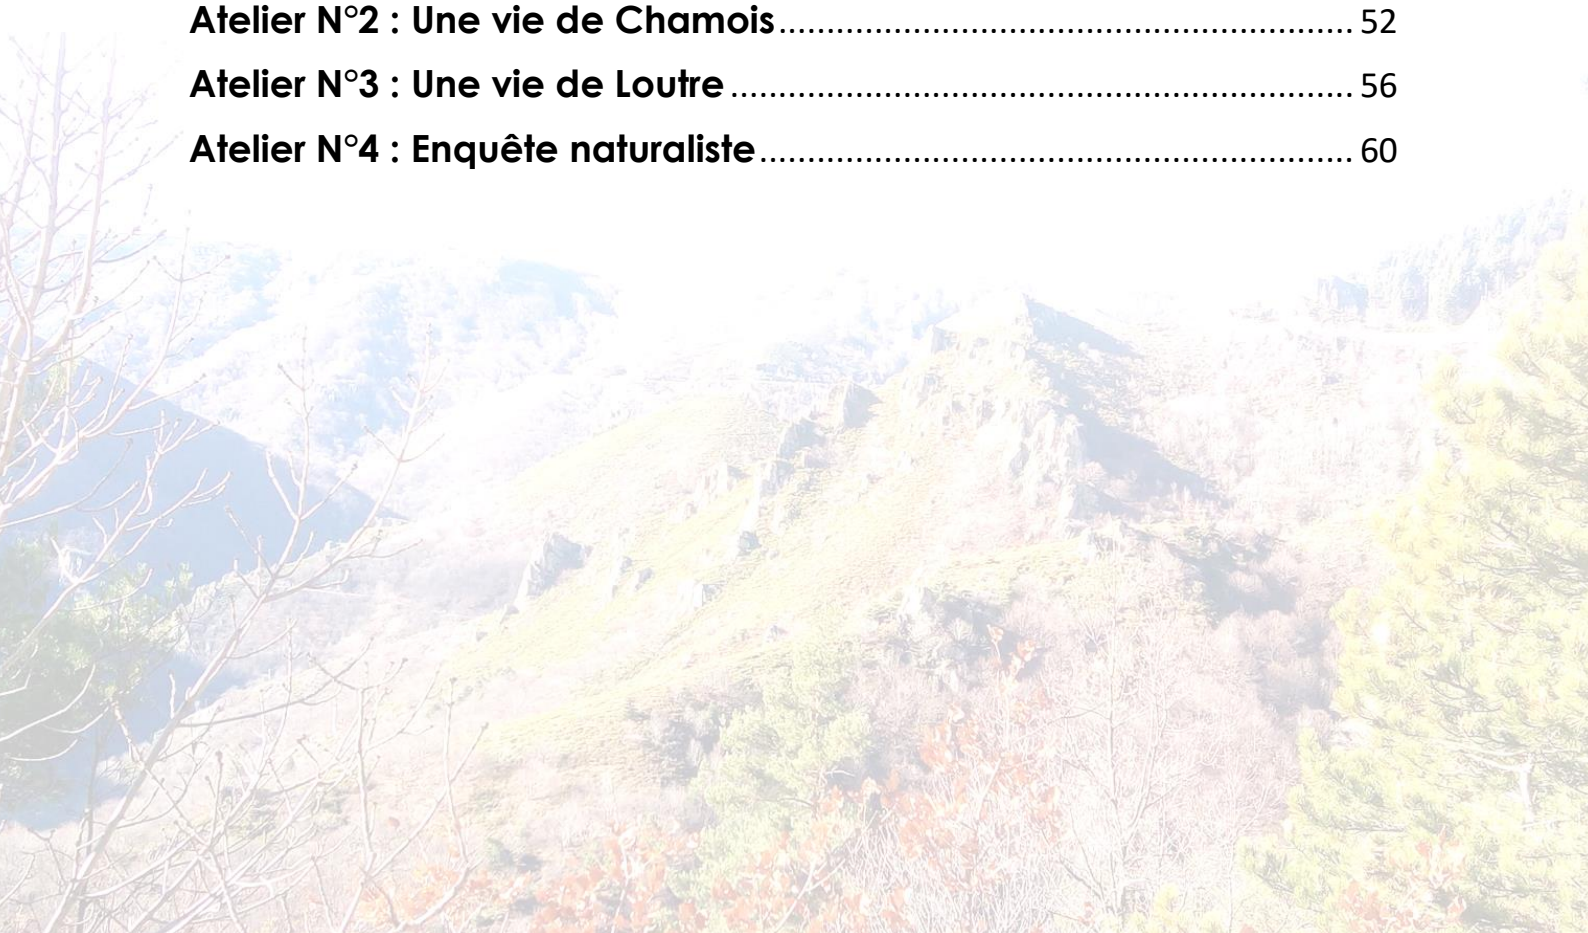 Atelier N°2 : Une vie de Chamois........................................................... 52
Atelier N°3 : Une vie de Loutre................................................................ 56
Atelier N°4 : Enquête naturaliste............................................................. 60